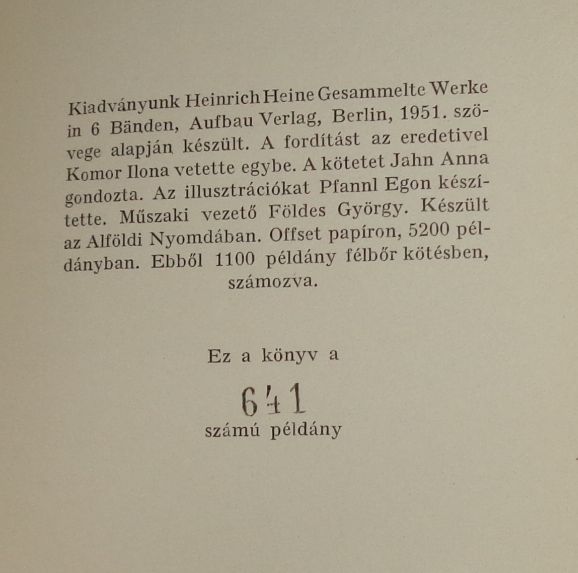 Kiadványunk Heinrich Heine Gesammelte Werke
in 6 Bänden, Aufbau Verlag, Berlin, 1951. szö-
vege alapján készült. A fordítást az eredetivel
Komor Ilona vetette egybe. A kötetet Jahn Anna
gondozta. Az illusztrációkat Pfannl Egon készí-
tette. Műszaki vezető Földes György. Készült
az Alföldi Nyomdában. Offset papíron, 5200 pél-
dányban. Ebből 1100 példány félbőr kötésben,
számozva.
Ez a könyv a
641
számú példány